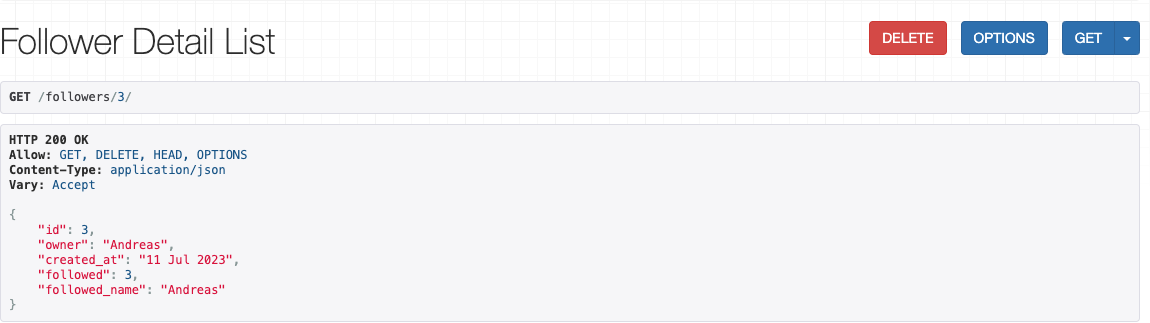 Follower Detail List
DELETE OPTIONS GET
GET /followers/3/
HTTP 200 OK
Allow: GET, DELETE, HEAD, OPTIONS
Content-Type: application/json
Vary: Accept
{
    "id": 3,
    "owner": "Andreas",
    "created_at": "11 Jul 2023",
    "followed": 3,
    "followed_name": "Andreas"
}